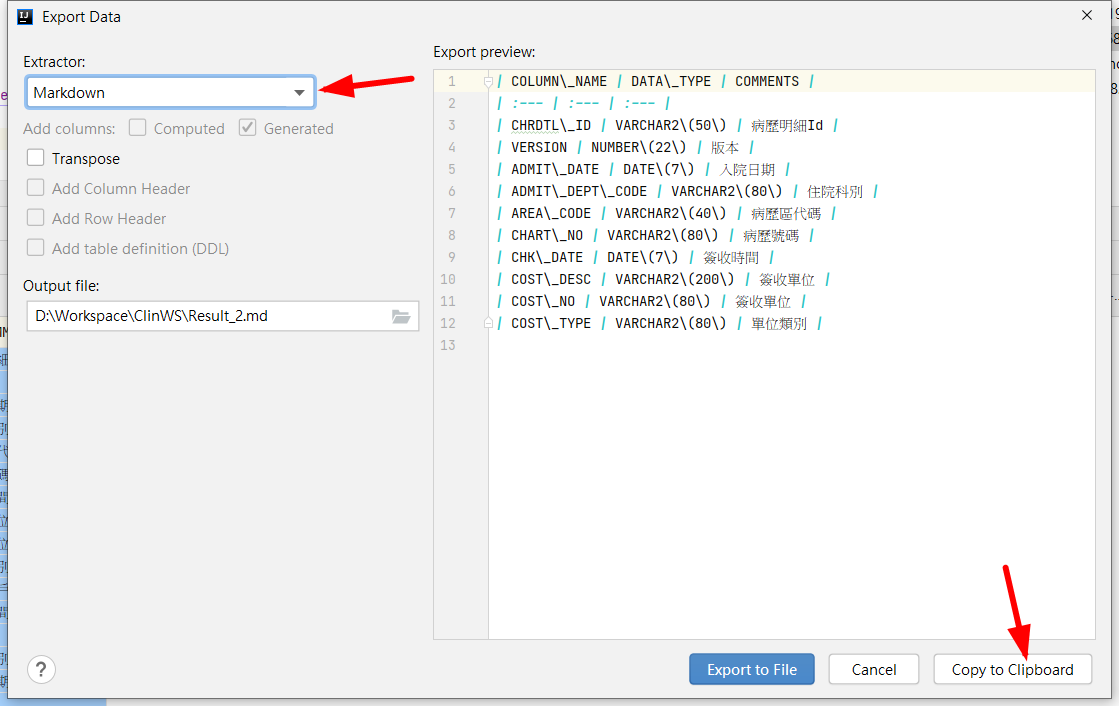 Export Data
Extractor:
Markdown
Add columns: Computed Generated
Transpose
Add Column Header
Add Row Header
Add table definition (DDL)
Output file:
D:\Workspace\ClinWS\Result_2.md
Export preview:
1 | COLUMN\_NAME | DATA\_TYPE | COMMENTS |
2 | :--- | :--- | :--- |
3 | CHRDTL\_ID | VARCHAR2\(50\) | 病歷明細Id |
4 | VERSION | NUMBER\(22\) | 版本 |
5 | ADMIT\_DATE | DATE\(7\) | 入院日期 |
6 | ADMIT\_DEPT\_CODE | VARCHAR2\(80\) | 住院科別 |
7 | AREA\_CODE | VARCHAR2\(40\) | 病歷區代碼 |
8 | CHART\_NO | VARCHAR2\(80\) | 病歷號碼 |
9 | CHK\_DATE | DATE\(7\) | 簽收時間 |
10 | COST\_DESC | VARCHAR2\(200\) | 簽收單位 |
11 | COST\_NO | VARCHAR2\(80\) | 簽收單位 |
12 | COST\_TYPE | VARCHAR2\(80\) | 單位類別 |
13
?
Export to File
Cancel
Copy to Clipboard